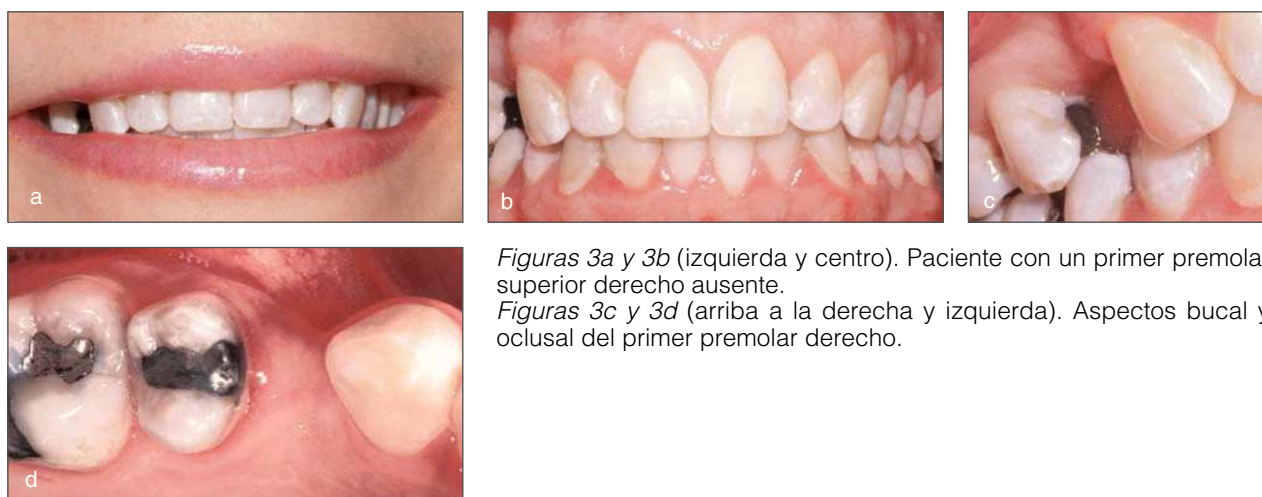 a
b
c
Figuras 3a y 3b (izquierda y centro). Paciente con un primer premola
superior derecho ausente.
Figuras 3c y 3d (arriba a la derecha y izquierda). Aspectos bucal y
oclusal del primer premolar derecho.
d